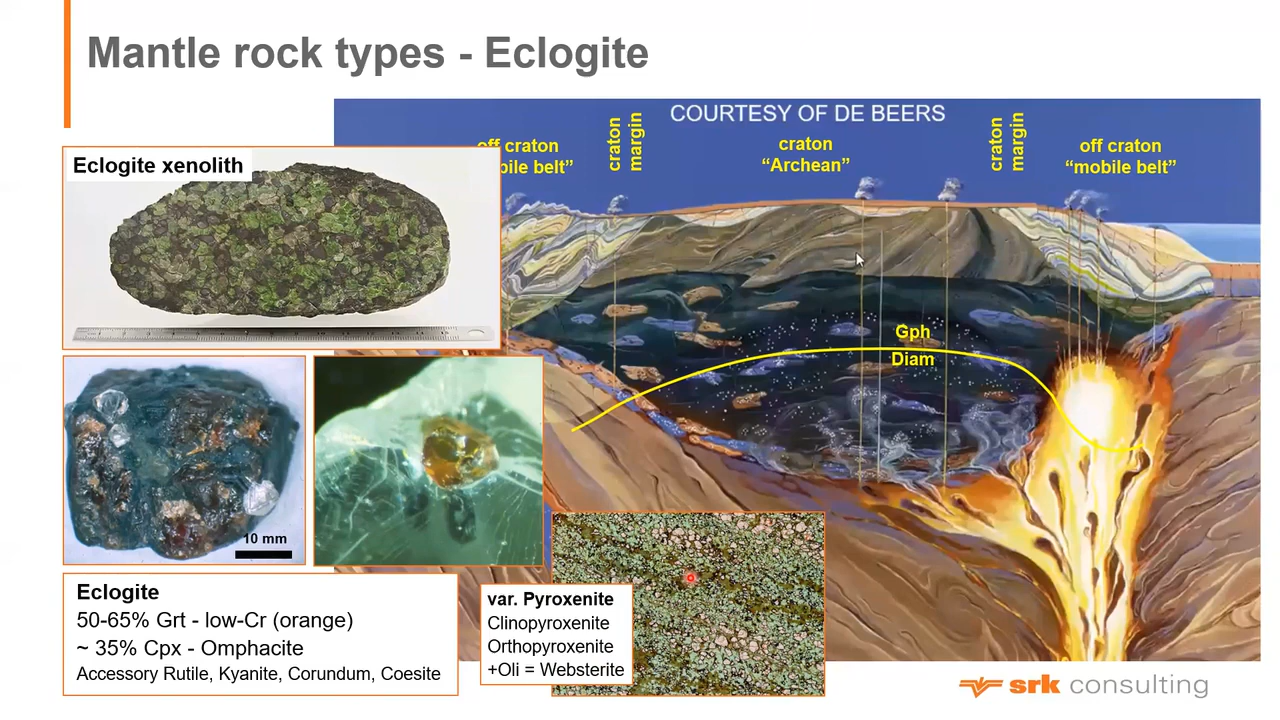 Mantle rock types - Eclogite
COURTESY OF DE BEERS
off craton
pile belt”
craton
margin
craton
“Archean”
craton
margin
off craton
“mobile belt”
Eclogite xenolith
Gph
Diam
10 mm
Eclogite
50-65% Grt - low-Cr (orange)
~ 35% Cpx - Omphacite
Accessory Rutile, Kyanite, Corundum, Coesite
var. Pyroxenite
Clinopyroxenite
Orthopyroxenite
+Oli = Websterite
srk consulting